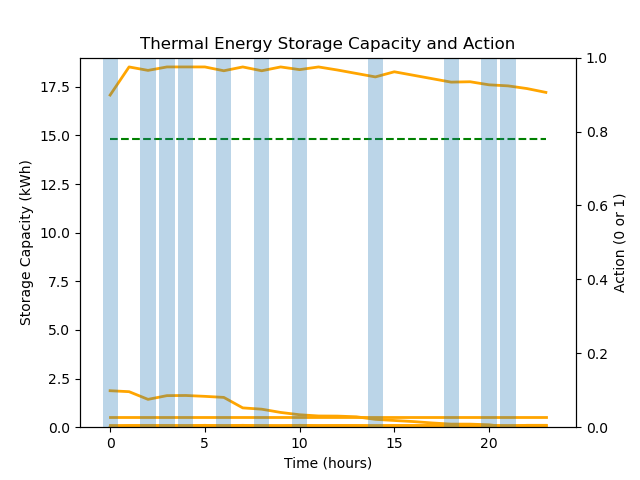 Thermal Energy Storage Capacity and Action
17.5
15.0
12.5
10.0
7.5
5.0
2.5
0.0
Storage Capacity (kWh)
1.0
0.8
0.6
0.4
0.2
0.0
Action (0 or 1)
0 5 10 15 20
Time (hours)